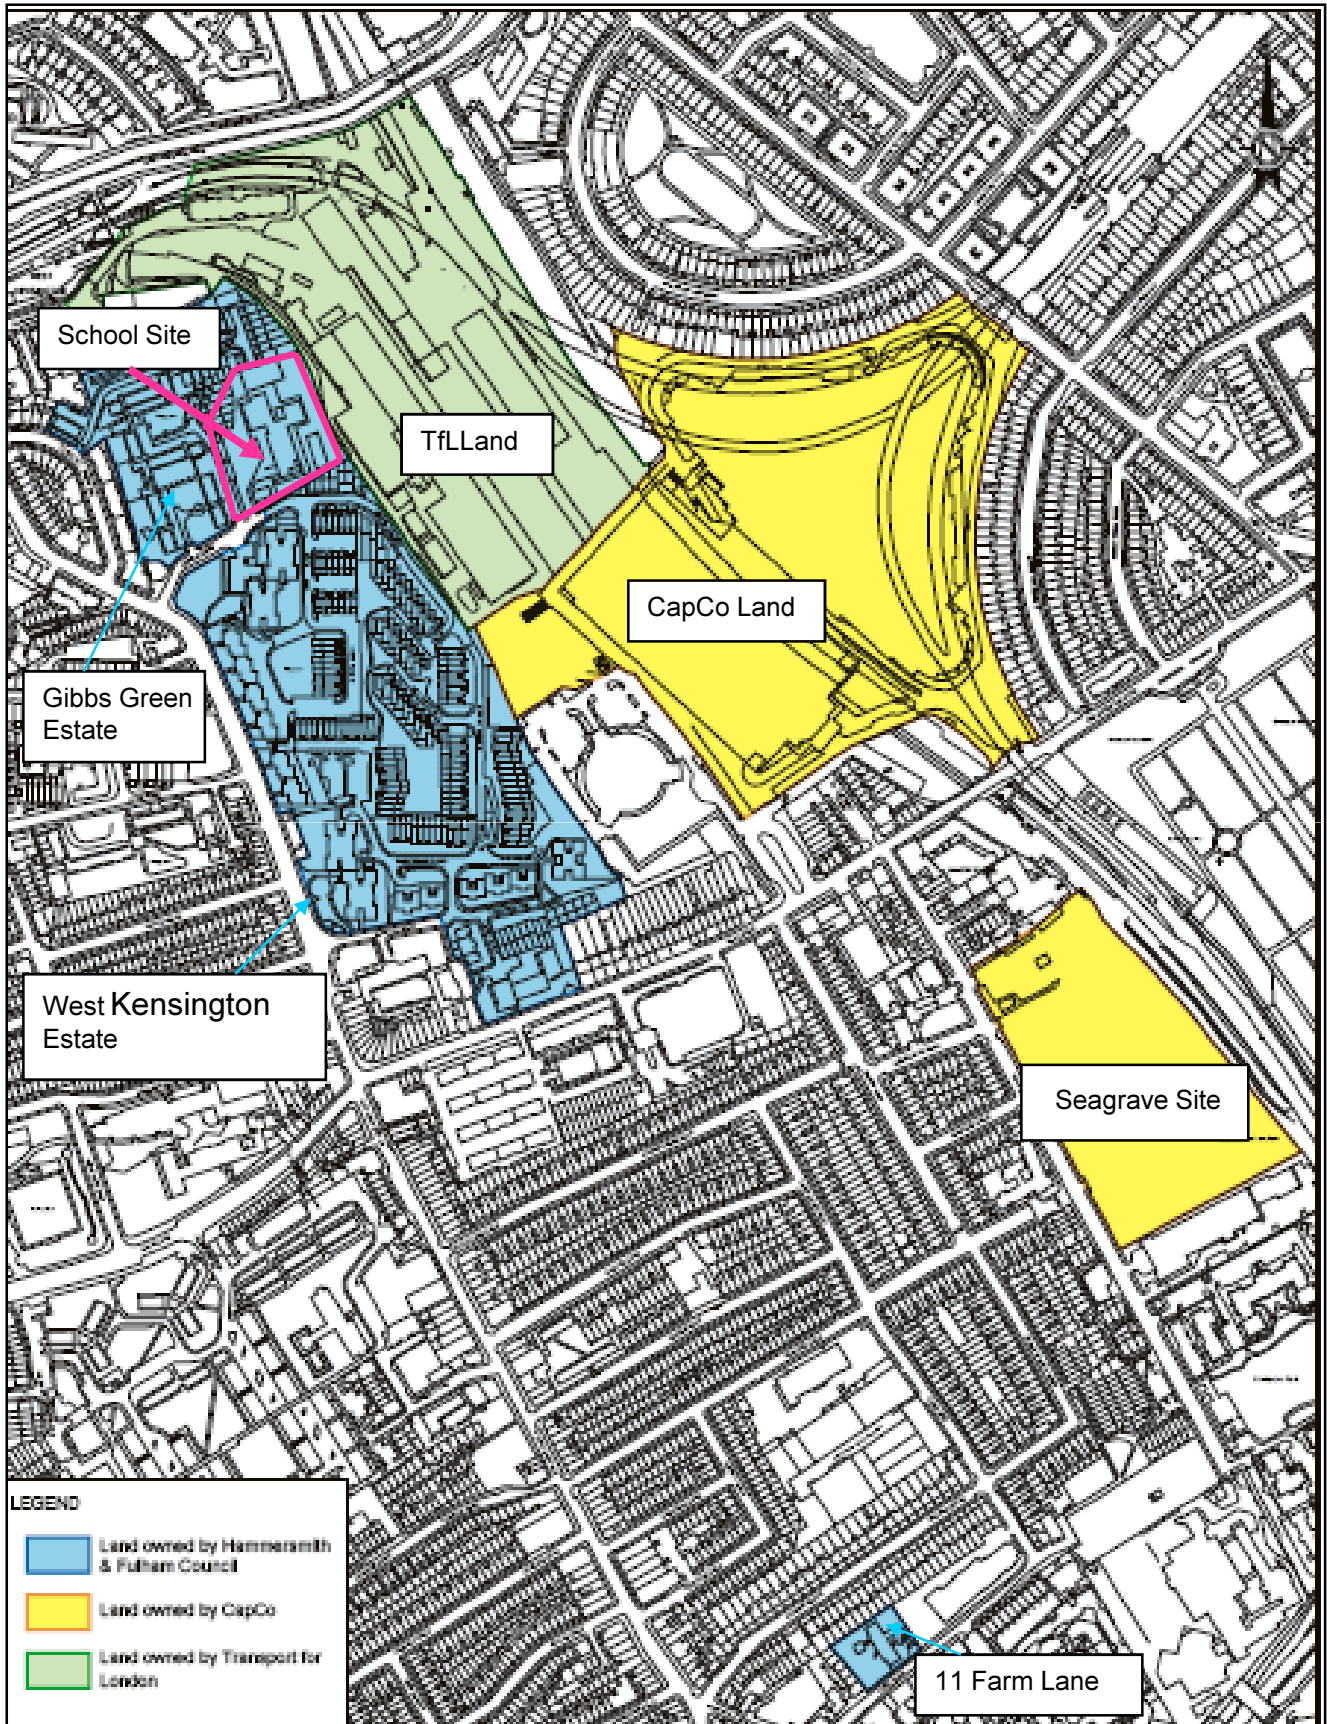 School Site
TfLLand
CapCo Land
Gibbs Green
Estate
West Kensington
Estate
Seagrave Site
11 Farm Lane
LEGEND
Land owned by Hammersmith
& Fulham Council
Land owned by CapCo
Land owned by Transport for
London